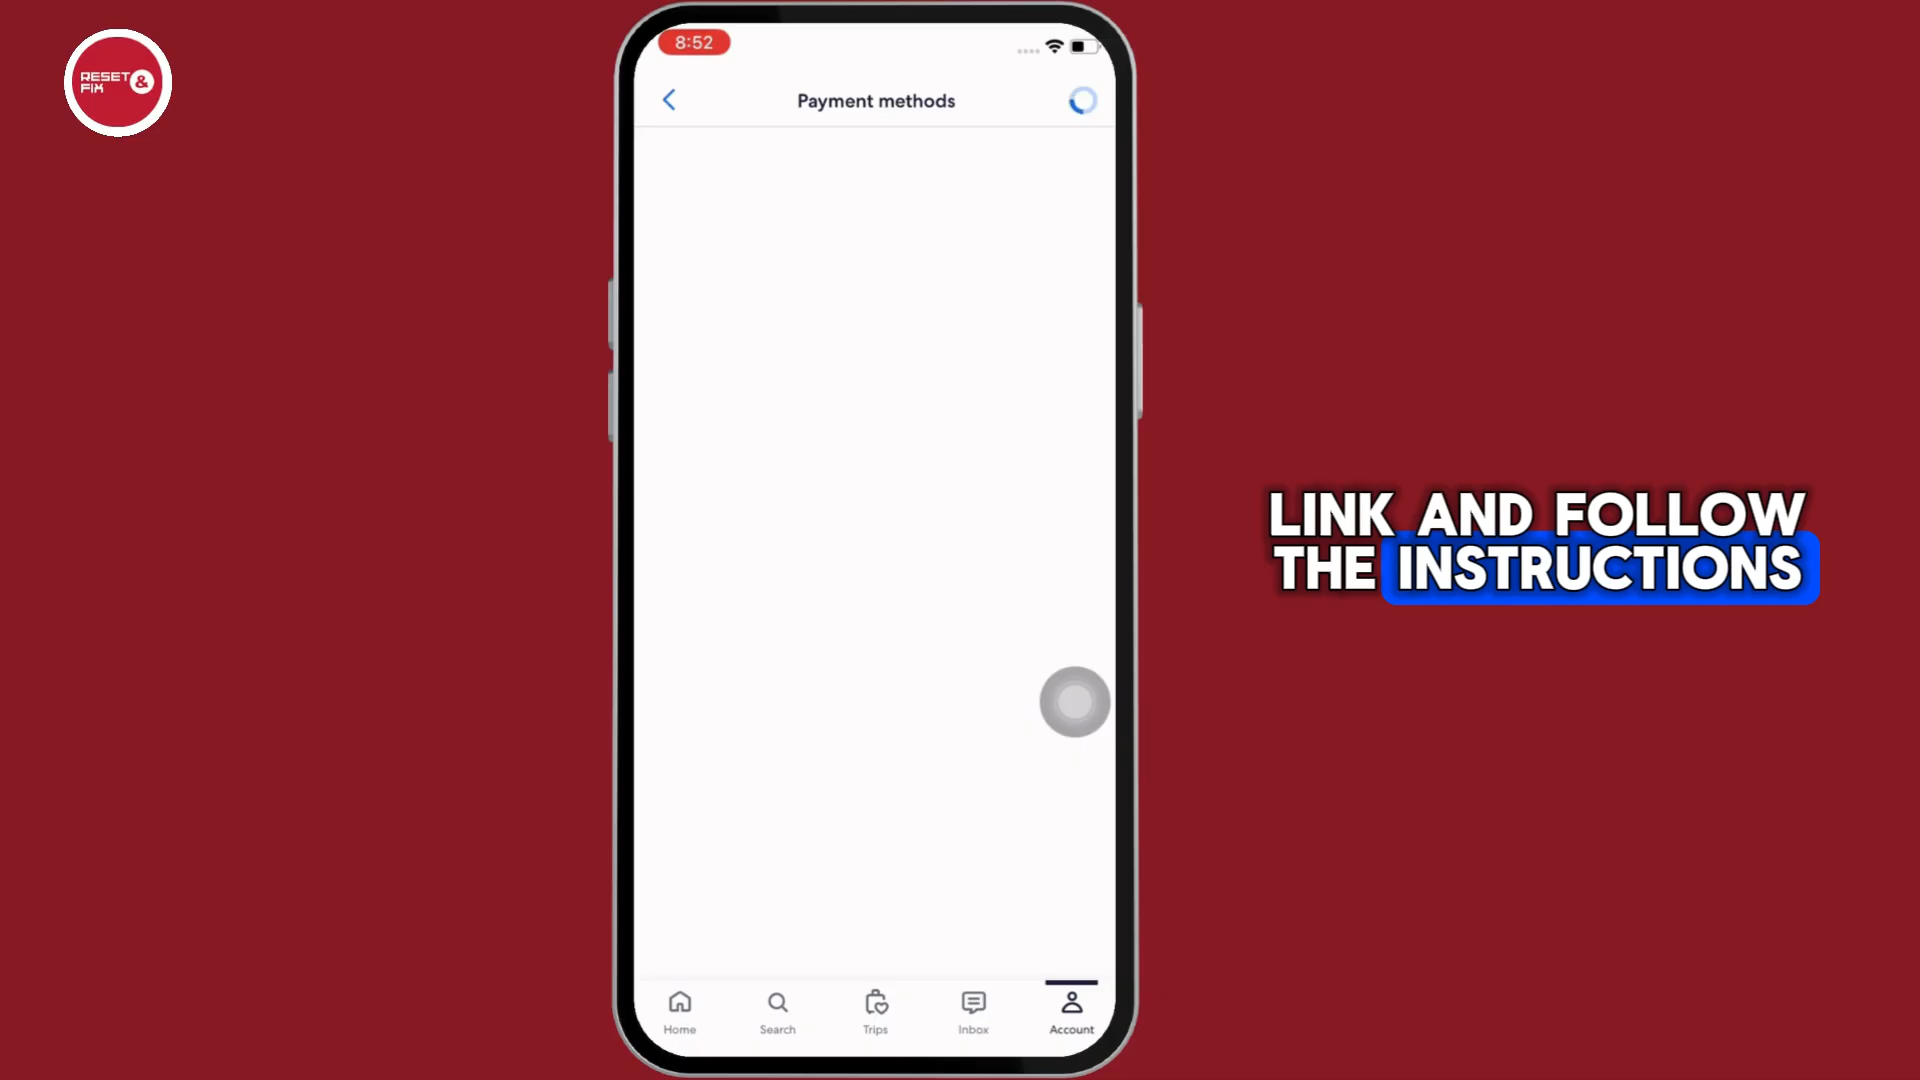 RESET &
FIX
8:52
Payment methods
LINK AND FOLLOW
THE INSTRUCTIONS
Home
Search
Trips
Inbox
Account